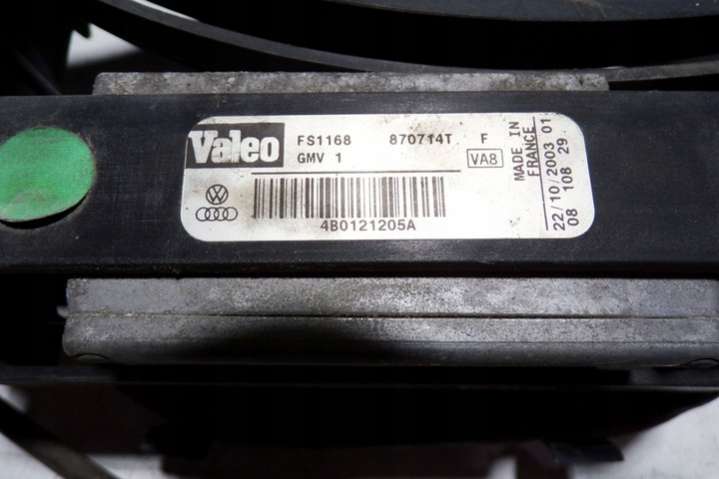 Valeo FS1168 870714T F
GMV 1 VA8
4B0121205A
MADE IN
FRANCE
22/10/2003 01
08 108 29